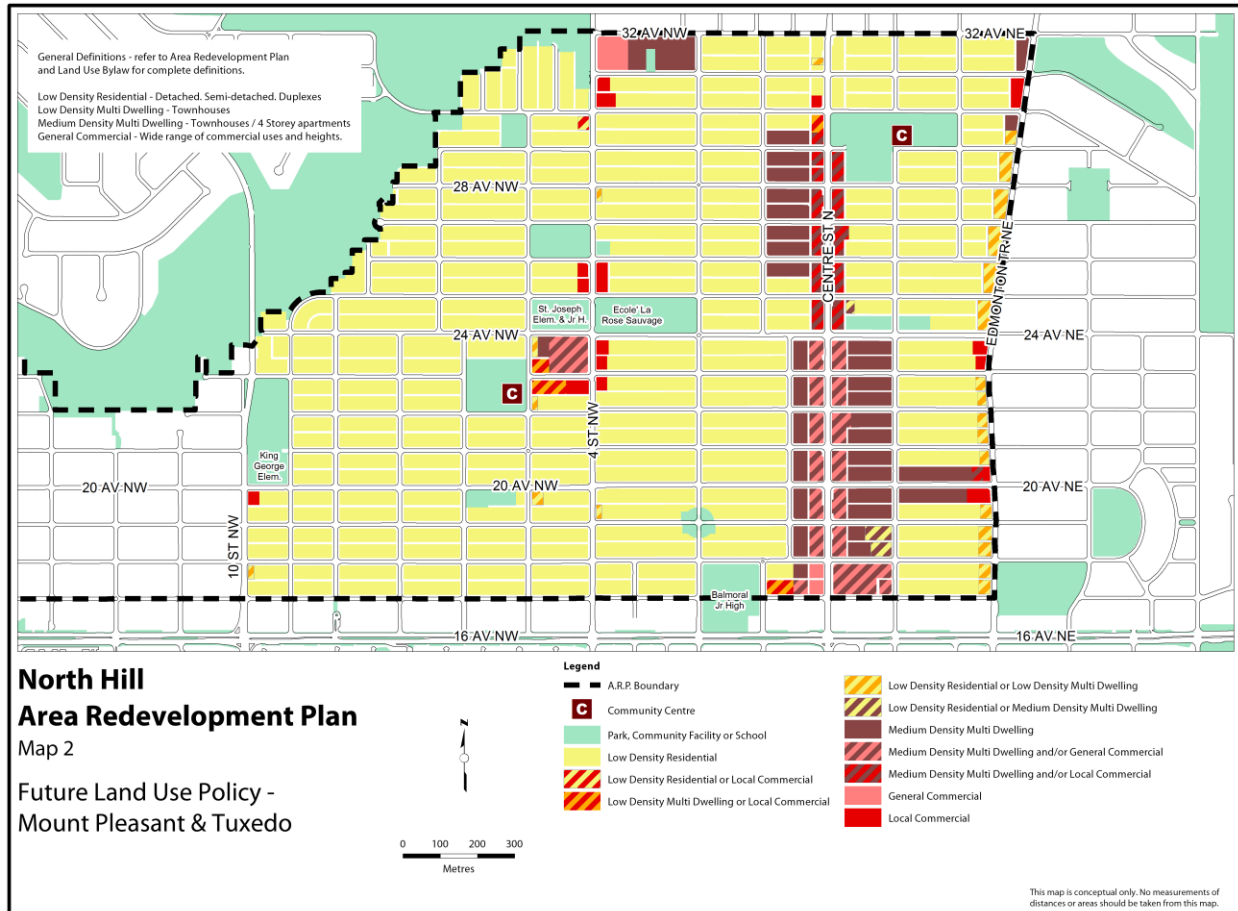 General Definitions - refer to Area Redevelopment Plan
and Land Use Bylaw for complete definitions.
Low Density Residential - Detached. Semi-detached. Duplexes
Low Density Multi Dwelling - Townhouses
Medium Density Multi Dwelling - Townhouses / 4 Storey apartments
General Commercial - Wide range of commercial uses and heights.
32 AV NW
32 AV NE
C
28 AV NW
CENTRE ST N
EDMONTON TR NE
St. Joseph
Elem. & Jr H.
Ecole' La
Rose Sauvage
24 AV NW
24 AV NE
C
4 ST NW
King
George
Elem.
20 AV NW
20 AV NW
20 AV NE
10 ST NW
Balmoral
Jr High
16 AV NW
16 AV NE
North Hill
Area Redevelopment Plan
Map 2
Future Land Use Policy -
Mount Pleasant & Tuxedo
N
0 100 200 300
Metres
Legend
A.R.P. Boundary
C Community Centre
Park, Community Facility or School
Low Density Residential
Low Density Residential or Local Commercial
Low Density Multi Dwelling or Local Commercial
Low Density Residential or Low Density Multi Dwelling
Low Density Residential or Medium Density Multi Dwelling
Medium Density Multi Dwelling
Medium Density Multi Dwelling and/or General Commercial
Medium Density Multi Dwelling and/or Local Commercial
General Commercial
Local Commercial
This map is conceptual only. No measurements of
distances or areas should be taken from this map.